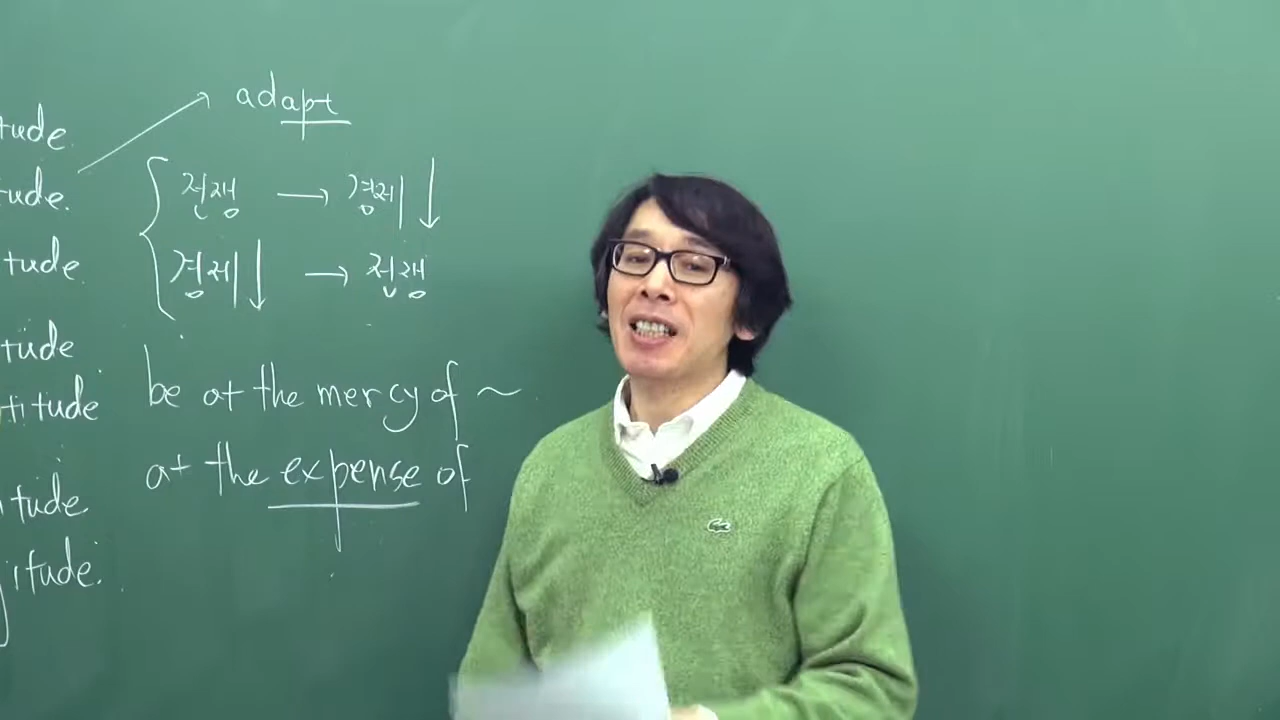 adapt
tude.
전쟁 → 경제 ↓
tude.
경제 ↓ → 전쟁
tude.
tude
be at the mercy of ~
titude
at the expense of
itude.
itude.